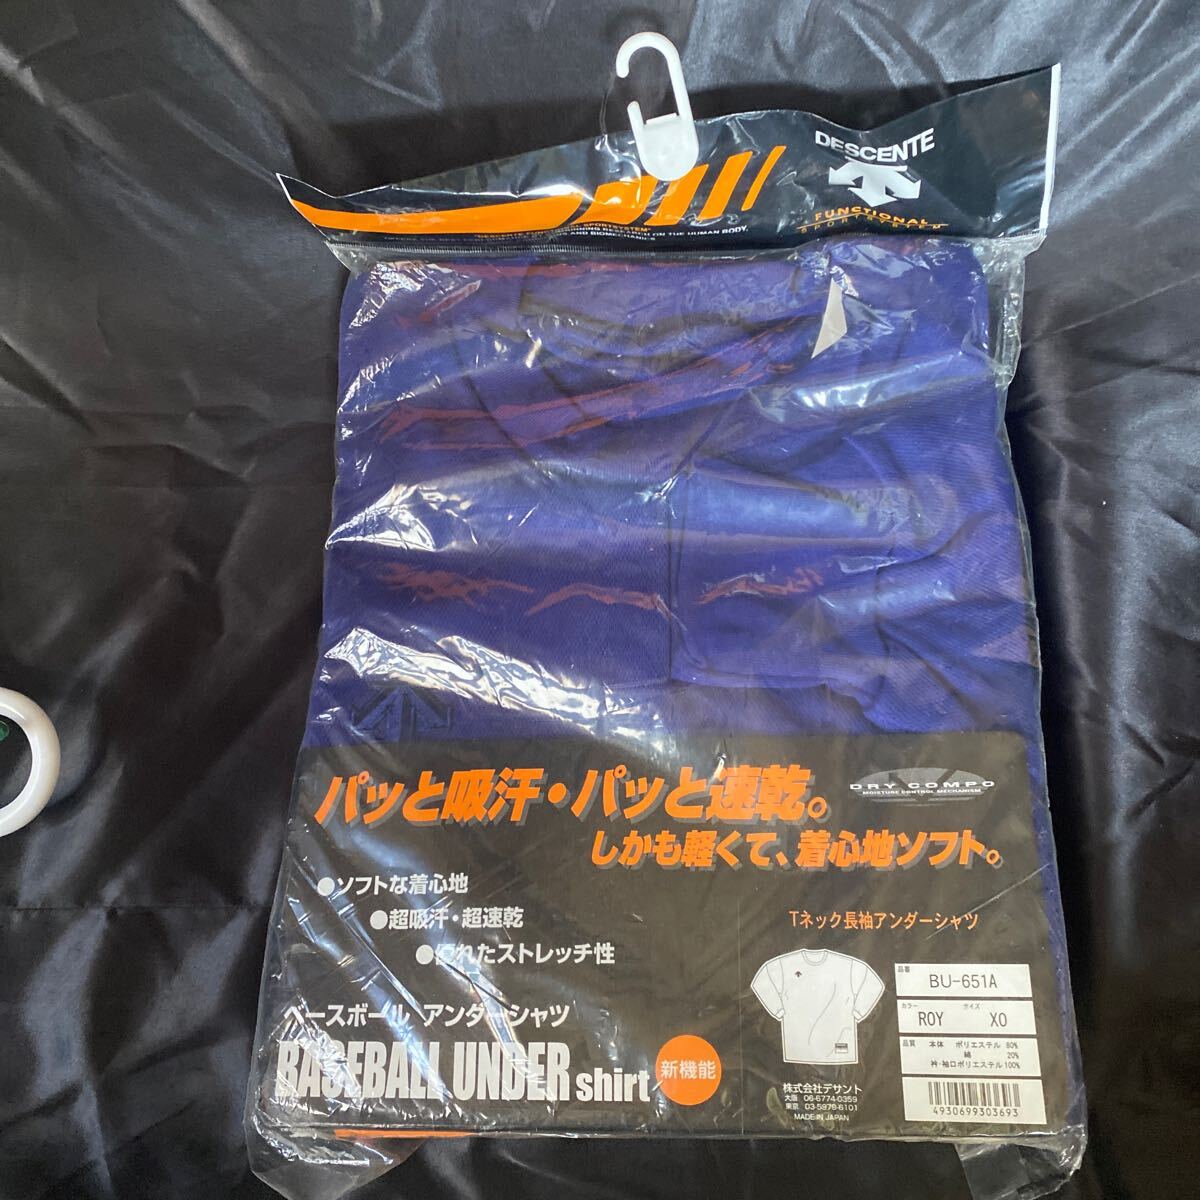 DESCENTE
FUNCTIONAL
SPORTSYSTEM
パッと吸汗・パッと速乾。
しかも軽くて、着心地ソフト。
DRY COMPO
MOISTURE CONTROL MECHANISM
●ソフトな着心地
●超吸汗・超速乾
●優れたストレッチ性
ベースボール アンダーシャツ
BASEBALL UNDER shirt
新機能
Tネック長袖アンダーシャツ
株式会社デサント
大阪 06-6774-0359
東京 03-5976-6101
MADE IN JAPAN
品番 BU-651A
カラー ROY サイズ XO
品質 本体 ポリエステル 80%
綿 20%
衿・袖口ポリエステル100%
4930699303693